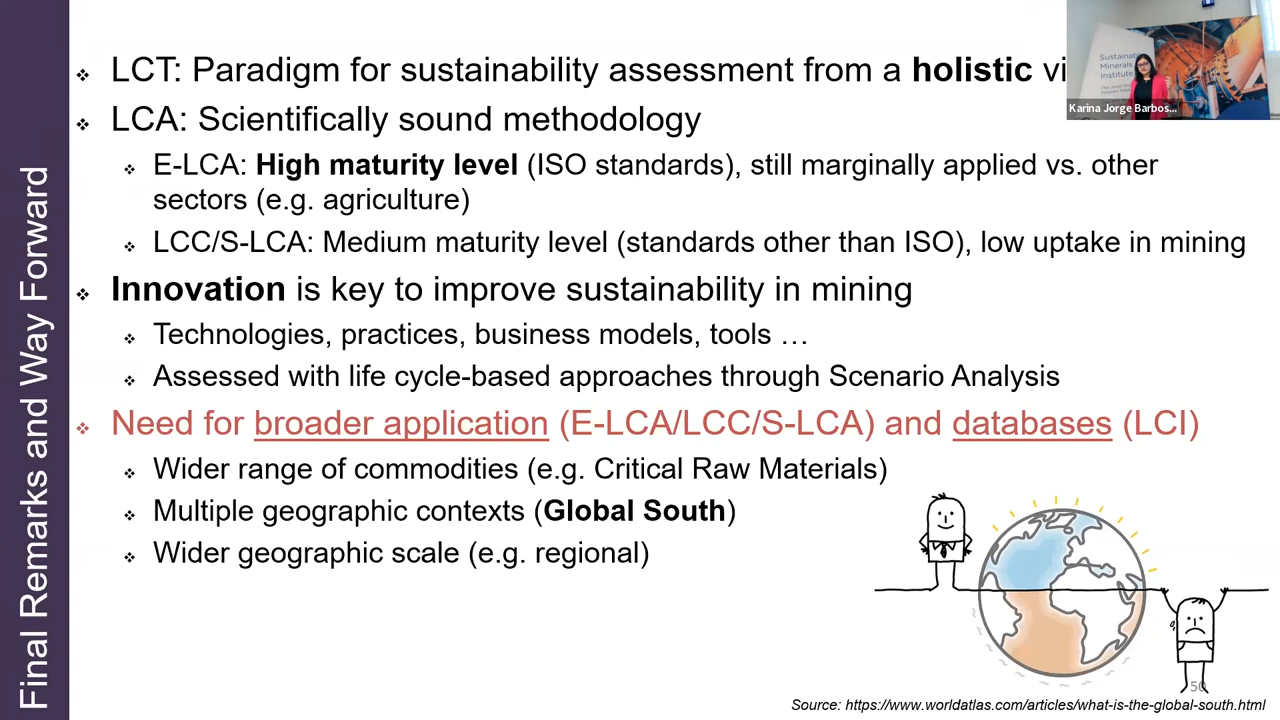 Final Remarks and Way Forward
❖ LCT: Paradigm for sustainability assessment from a holistic vi
❖ LCA: Scientifically sound methodology
❖ E-LCA: High maturity level (ISO standards), still marginally applied vs. other
sectors (e.g. agriculture)
❖ LCC/S-LCA: Medium maturity level (standards other than ISO), low uptake in mining
❖ Innovation is key to improve sustainability in mining
❖ Technologies, practices, business models, tools …
❖ Assessed with life cycle-based approaches through Scenario Analysis
❖ Need for broader application (E-LCA/LCC/S-LCA) and databases (LCI)
❖ Wider range of commodities (e.g. Critical Raw Materials)
❖ Multiple geographic contexts (Global South)
❖ Wider geographic scale (e.g. regional)
Sustainable
Minerals
Institute
Karina Jorge Barbos...
50
Source: https://www.worldatlas.com/articles/what-is-the-global-south.html